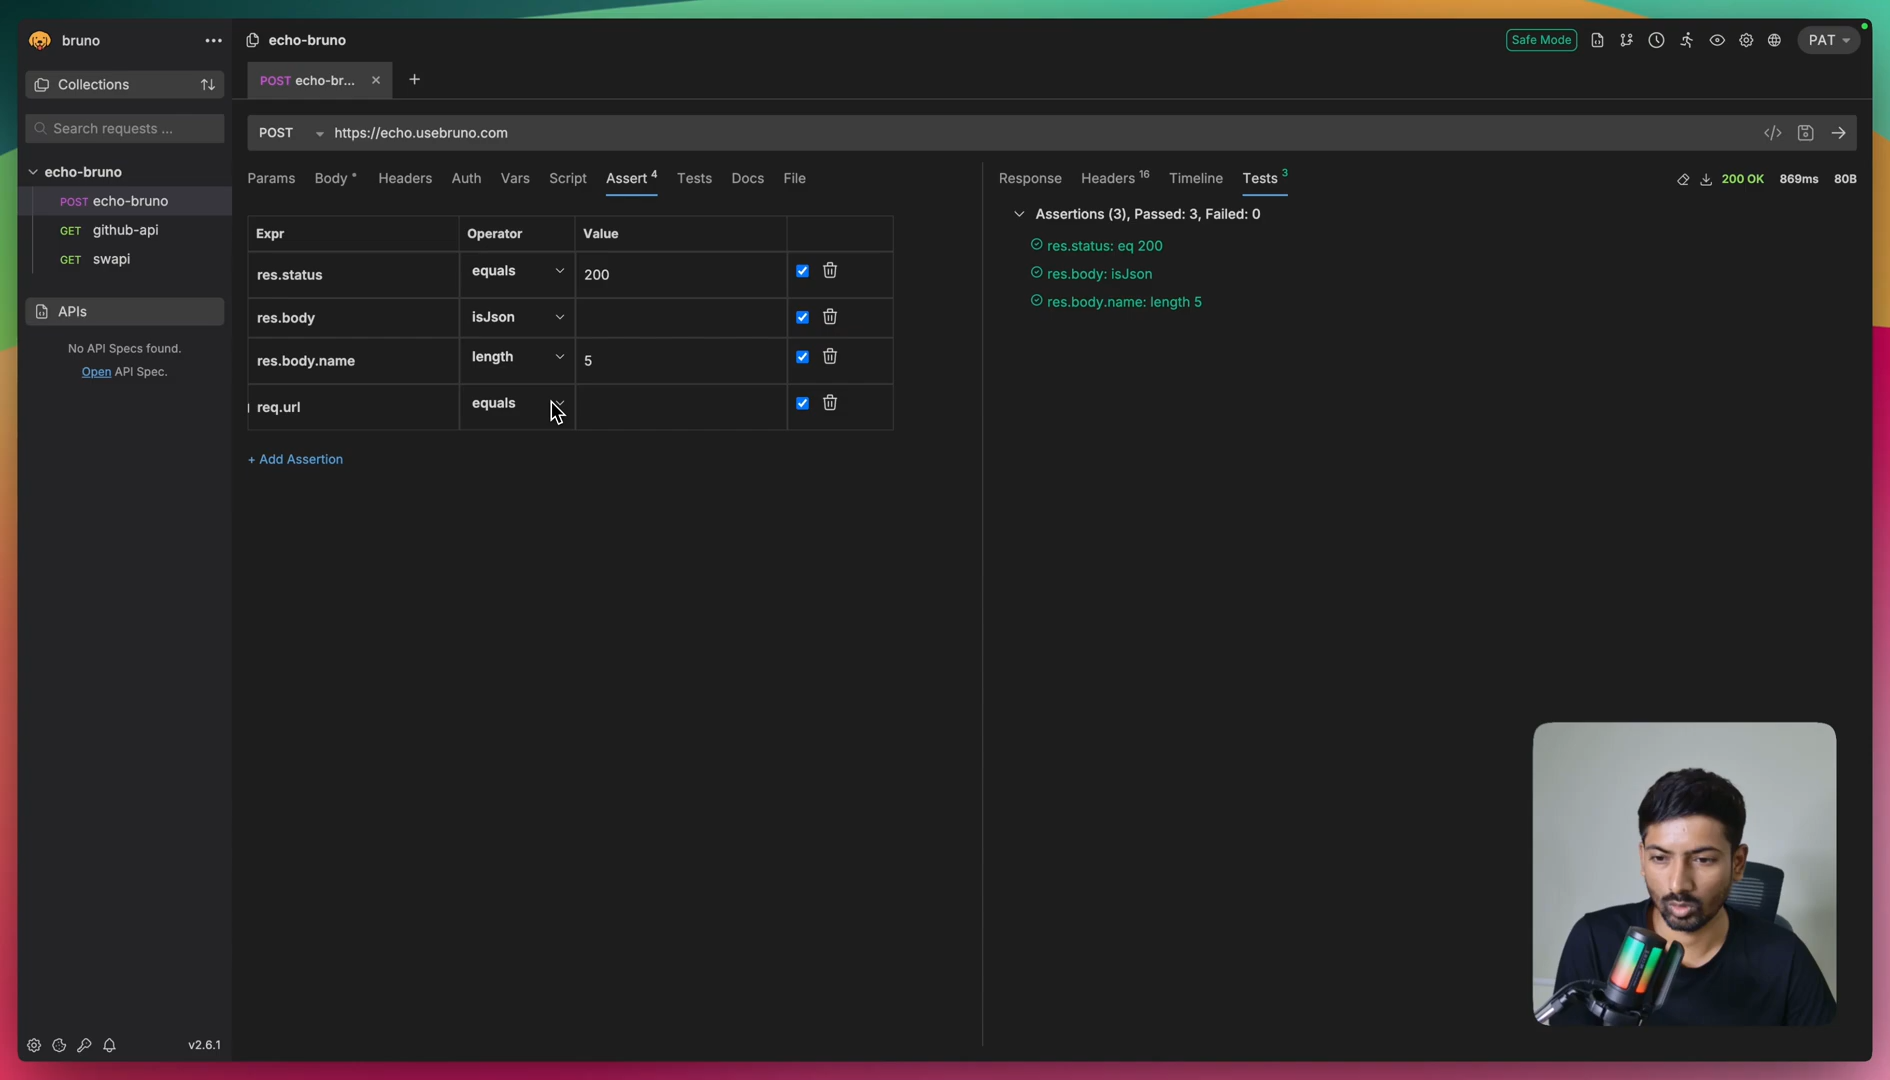 bruno
echo-bruno
Safe Mode
PAT
Collections
POST echo-br...
Search requests ...
POST
https://echo.usebruno.com
echo-bruno
POST echo-bruno
GET github-api
GET swapi
APIs
No API Specs found.
Open API Spec.
Params
Body
Headers
Auth
Vars
Script
Assert 4
Tests
Docs
File
Expr
Operator
Value
res.status
equals
200
res.body
isJson
res.body.name
length
5
req.url
equals
+ Add Assertion
Response
Headers 16
Timeline
Tests 3
200 OK
869ms
80B
Assertions (3), Passed: 3, Failed: 0
res.status: eq 200
res.body: isJson
res.body.name: length 5
v2.6.1